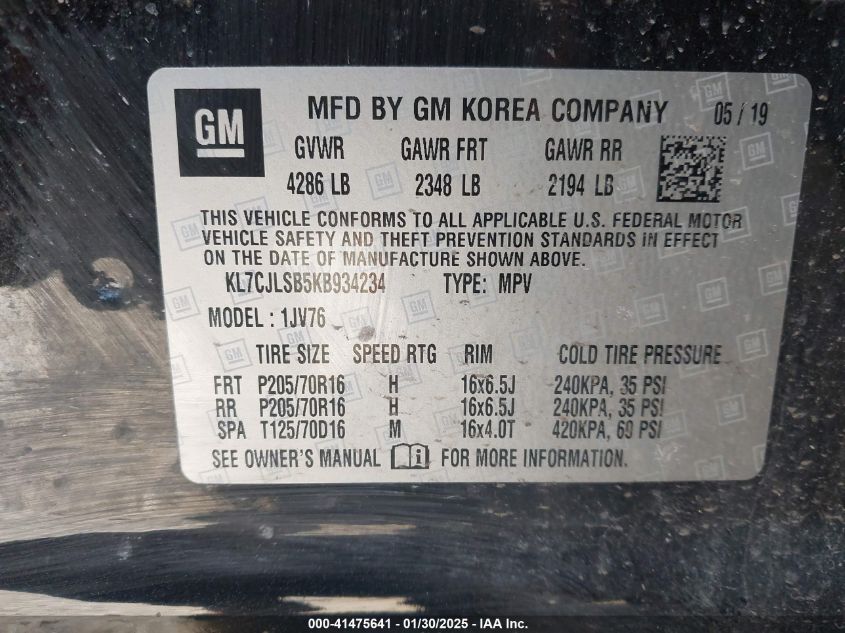 GM MFD BY GM KOREA COMPANY 05 / 19
GVWR GAWR FRT GAWR RR
4286 LB 2348 LB 2194 LB
THIS VEHICLE CONFORMS TO ALL APPLICABLE U.S. FEDERAL MOTOR
VEHICLE SAFETY AND THEFT PREVENTION STANDARDS IN EFFECT
ON THE DATE OF MANUFACTURE SHOWN ABOVE.
KL7CJLSB5KB934234 TYPE: MPV
MODEL : 1JV76
TIRE SIZE SPEED RTG RIM COLD TIRE PRESSURE
FRT P205/70R16 H 16x6.5J 240KPA, 35 PSI
RR P205/70R16 H 16x6.5J 240KPA, 35 PSI
SPA T125/70D16 M 16x4.0T 420KPA, 60 PSI
SEE OWNER'S MANUAL i FOR MORE INFORMATION.
000-41475641 - 01/30/2025 - IAA Inc.